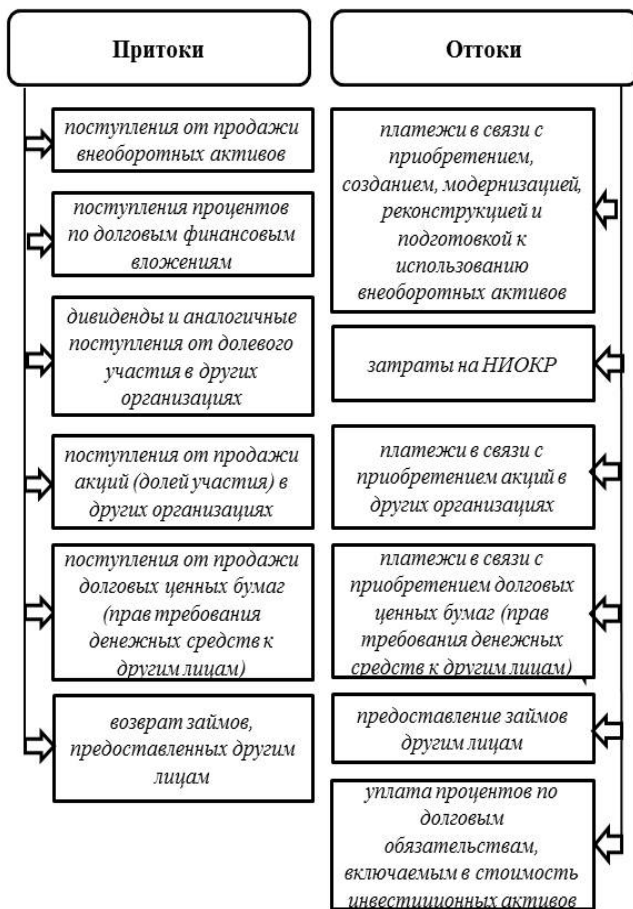 Притоки
поступления от продажи
внеоборотных активов
поступления процентов
по долговым финансовым
вложениям
дивиденды и аналогичные
поступления от долевого
участия в других
организациях
поступления от продажи
акций (долей участия) в
других организациях
поступления от продажи
долговых ценных бумаг
(прав требования
денежных средств к
другим лицам)
возврат займов,
предоставленных другим
лицам
Оттоки
платежи в связи с
приобретением,
созданием, модернизацией,
реконструкцией и
подготовкой к
использованию
внеоборотных активов
затраты на НИОКР
платежи в связи с
приобретением акций в
других организациях
платежи в связи с
приобретением долговых
ценных бумаг (прав
требования денежных
средств к другим лицам)
предоставление займов
другим лицам
уплата процентов по
долговым
обязательствам,
включаемым в стоимость
инвестиционных активов